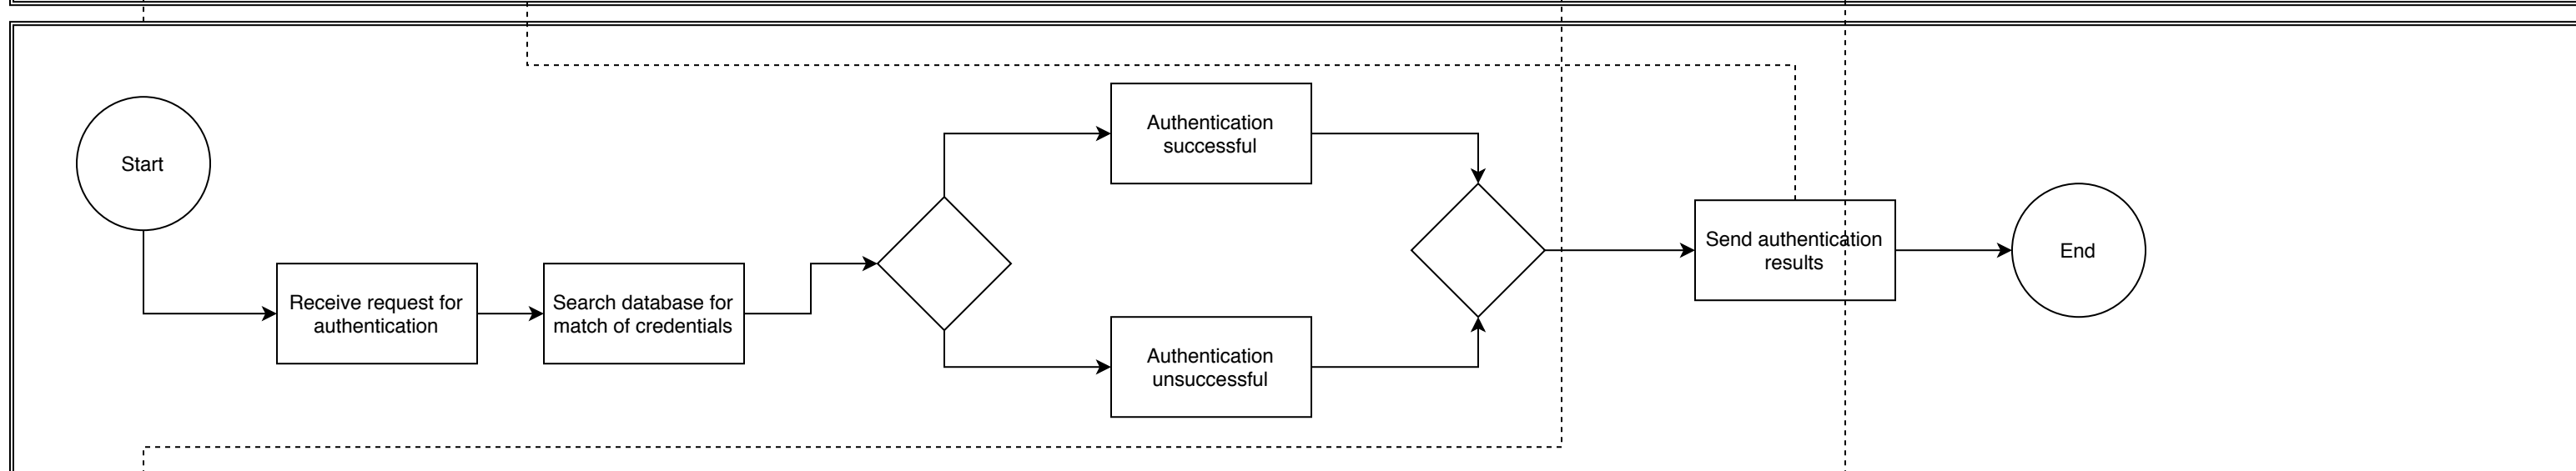 Start
Receive request for
authentication
Search database for
match of credentials
Authentication
successful
Authentication
unsuccessful
Send authentication
results
End